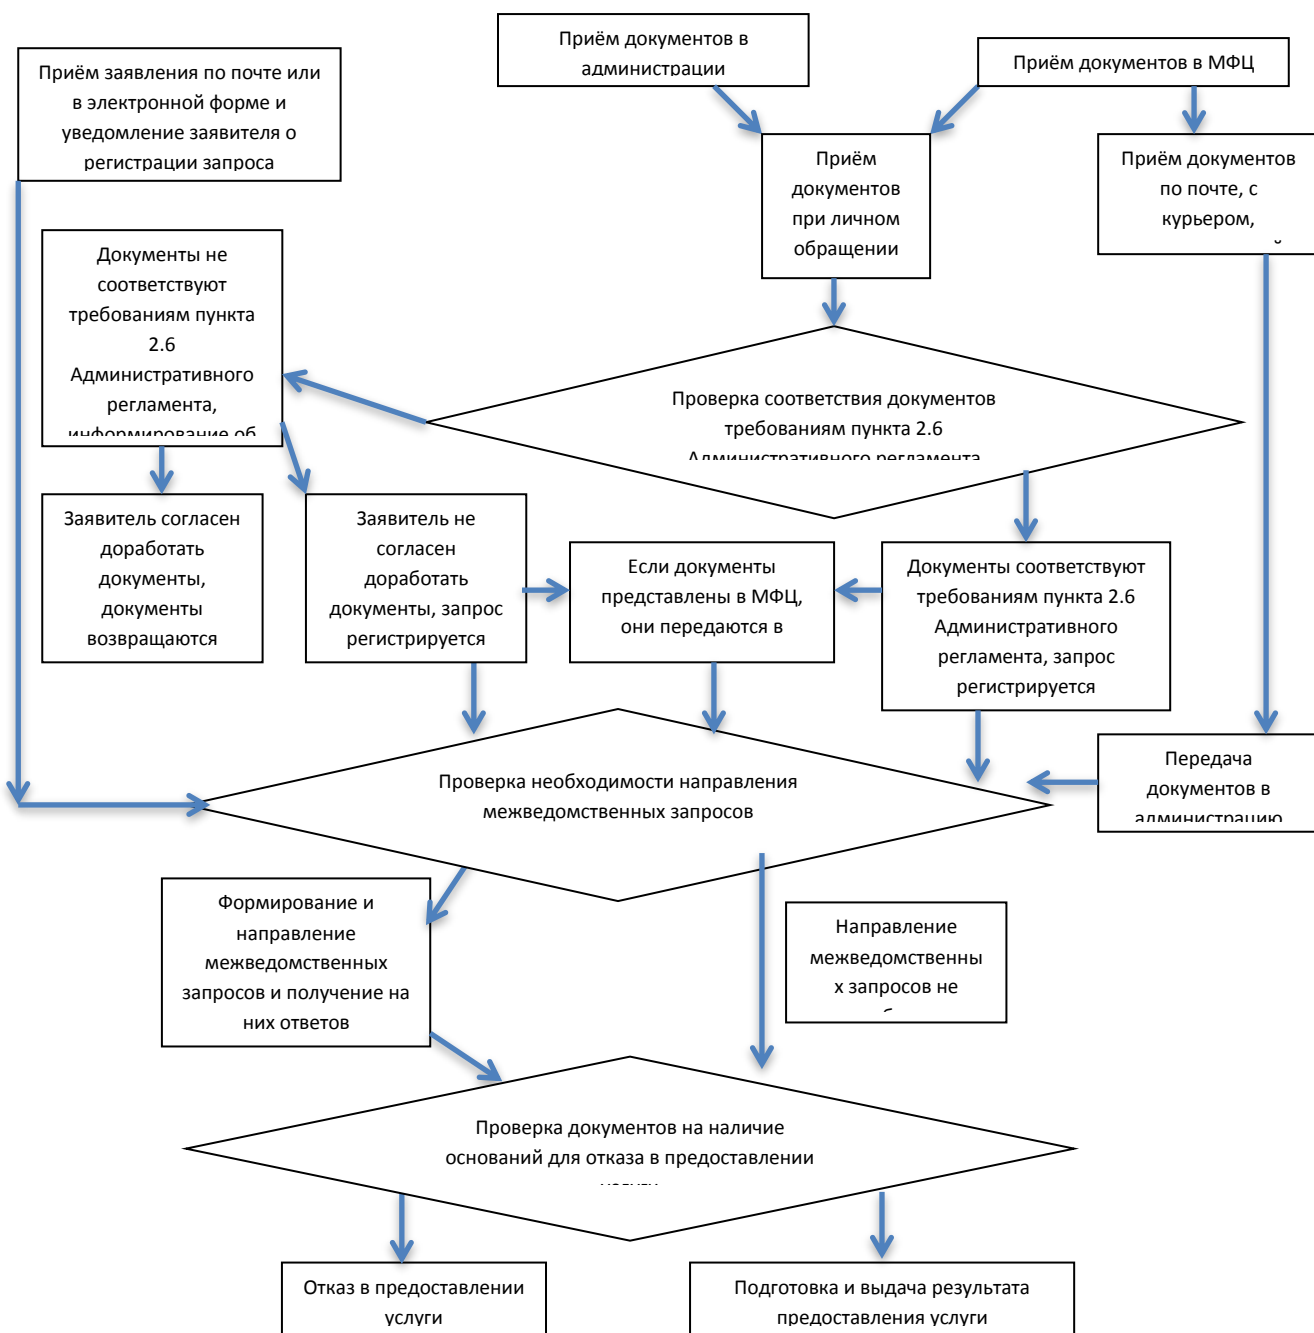 Приём документов в
администрации
Приём документов в МФЦ
Приём заявления по почте или
в электронной форме и
уведомление заявителя о
регистрации запроса
Приём
документов
при личном
обращении
Приём документов
по почте, с
курьером,
Документы не
соответствуют
требованиям пункта
2.6
Административного
регламента,
информирование об
Проверка соответствия документов
требованиям пункта 2.6
Административного регламента
Заявитель согласен
доработать
документы,
документы
возвращаются
Заявитель не
согласен
доработать
документы, запрос
регистрируется
Если документы
представлены в МФЦ,
они передаются в
Документы соответствуют
требованиям пункта 2.6
Административного
регламента, запрос
регистрируется
Проверка необходимости направления
межведомственных запросов
Передача
документов в
администрацию
Формирование и
направление
межведомственных
запросов и получение на
них ответов
Направление
межведомственны
х запросов не
Проверка документов на наличие
оснований для отказа в предоставлении
Отказ в предоставлении
услуги
Подготовка и выдача результата
предоставления услуги